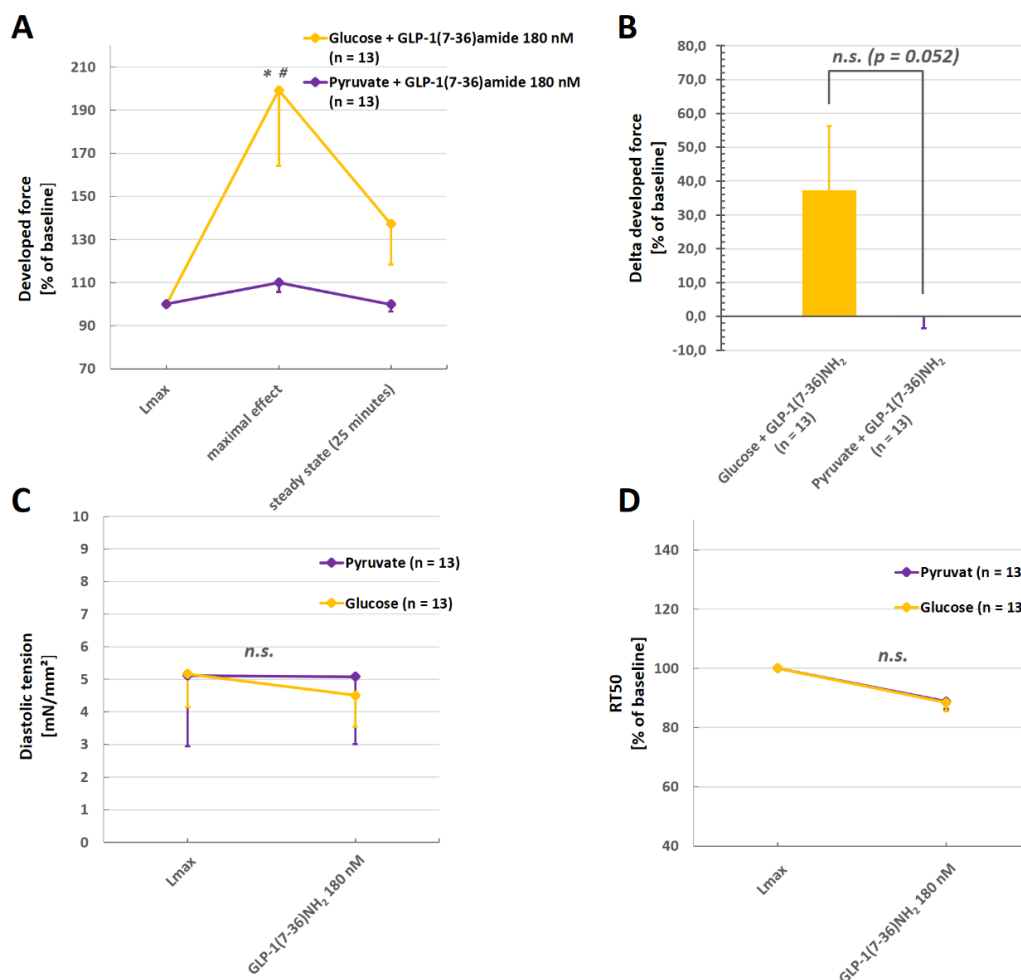 A
Glucose + GLP-1(7-36)amide 180 nM
(n = 13)
Pyruvate + GLP-1(7-36)amide 180 nM
(n = 13)
* #
Developed force
[% of baseline]
210
190
170
150
130
110
90
70
Lmax
maximal effect
steady state (25 minutes)
B
n.s. (p = 0.052)
Delta developed force
[% of baseline]
80,0
70,0
60,0
50,0
40,0
30,0
20,0
10,0
0,0
-10,0
Glucose + GLP-1(7-36)NH₂
(n = 13)
Pyruvate + GLP-1(7-36)NH₂
(n = 13)
C
Pyruvate (n = 13)
Glucose (n = 13)
n.s.
Diastolic tension
[mN/mm²]
10
9
8
7
6
5
4
3
2
1
0
Lmax
GLP-1(7-36)NH₂ 180 nM
D
Pyruvat (n = 13
Glucose (n = 13
n.s.
RT50
[% of baseline]
140
120
100
80
60
40
Lmax
GLP-1(7-36)NH₂ 180 nM